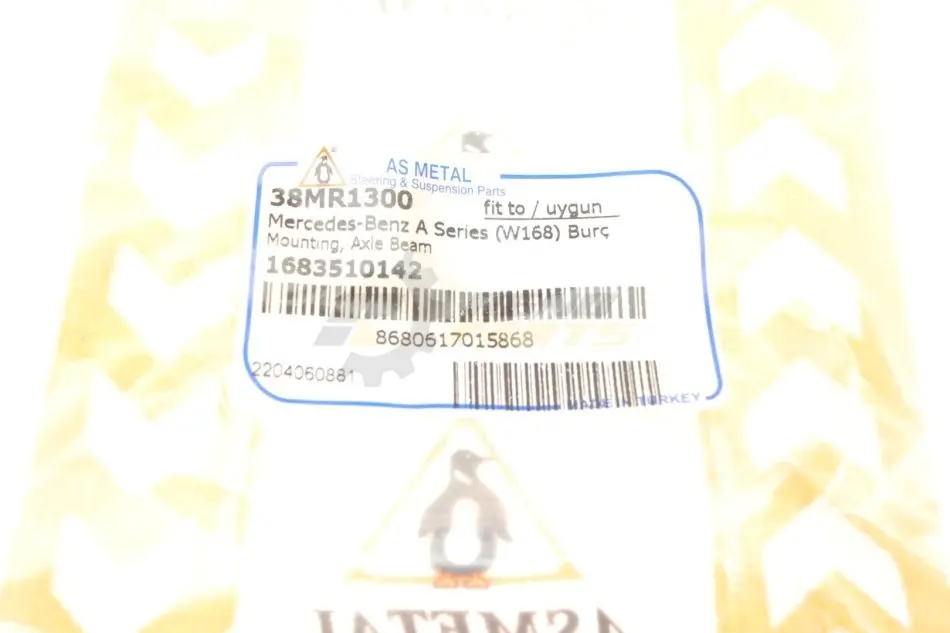 AS METAL
Steering & Suspension Parts
38MR1300 fit to / uygun
Mercedes-Benz A Series (W168) Burç
Mounting, Axle Beam
1683510142
8680617015868
2204060881
MADE IN TURKEY
ASMETAL